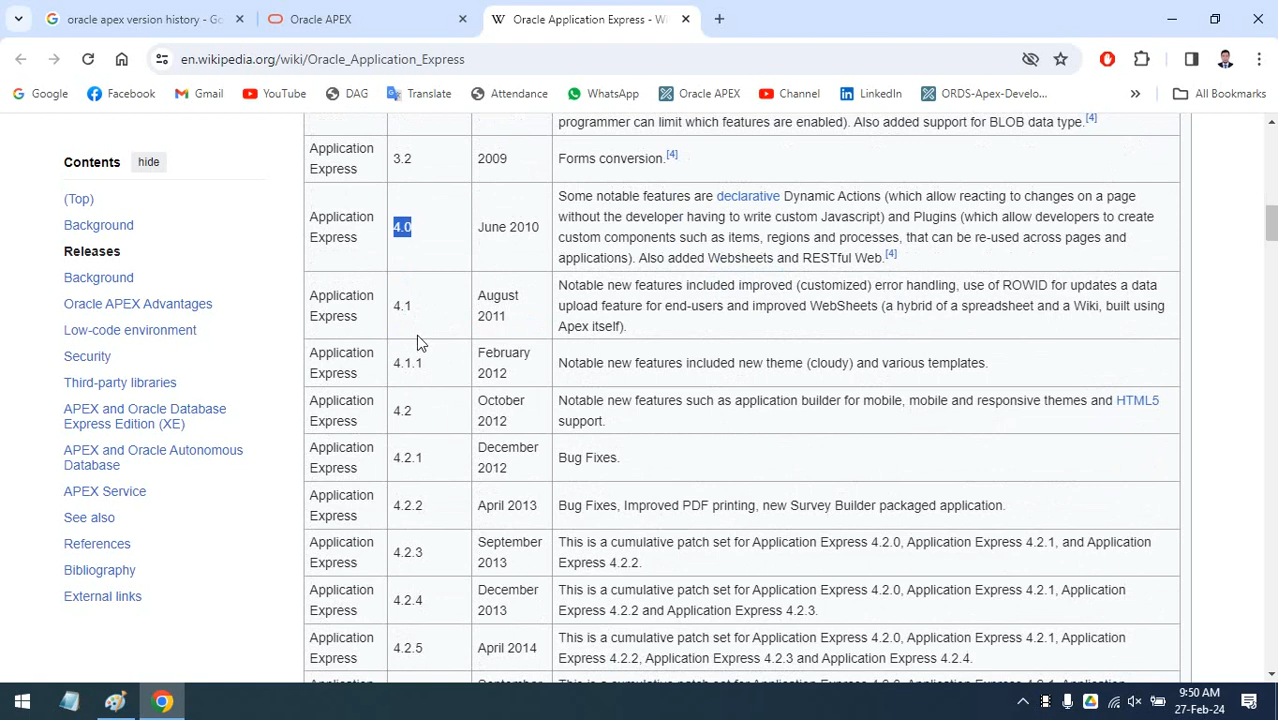 oracle apex version history - Go
Oracle APEX
Oracle Application Express - Wi
en.wikipedia.org/wiki/Oracle_Application_Express
Google
Facebook
Gmail
YouTube
DAG
Translate
Attendance
WhatsApp
Oracle APEX
Channel
LinkedIn
ORDS-Apex-Develo...
All Bookmarks
Contents hide
(Top)
Background
Releases
Background
Oracle APEX Advantages
Low-code environment
Security
Third-party libraries
APEX and Oracle Database
Express Edition (XE)
APEX and Oracle Autonomous
Database
APEX Service
See also
References
Bibliography
External links
programmer can limit which features are enabled). Also added support for BLOB data type.[4]
Application
Express
3.2
2009
Forms conversion.[4]
Application
Express
4.0
June 2010
Some notable features are declarative Dynamic Actions (which allow reacting to changes on a page
without the developer having to write custom Javascript) and Plugins (which allow developers to create
custom components such as items, regions and processes, that can be re-used across pages and
applications). Also added Websheets and RESTful Web.[4]
Application
Express
4.1
August
2011
Notable new features included improved (customized) error handling, use of ROWID for updates a data
upload feature for end-users and improved WebSheets (a hybrid of a spreadsheet and a Wiki, built using
Apex itself).
Application
Express
4.1.1
February
2012
Notable new features included new theme (cloudy) and various templates.
Application
Express
4.2
October
2012
Notable new features such as application builder for mobile, mobile and responsive themes and HTML5
support.
Application
Express
4.2.1
December
2012
Bug Fixes.
Application
Express
4.2.2
April 2013
Bug Fixes, Improved PDF printing, new Survey Builder packaged application.
Application
Express
4.2.3
September
2013
This is a cumulative patch set for Application Express 4.2.0, Application Express 4.2.1, and Application
Express 4.2.2.
Application
Express
4.2.4
December
2013
This is a cumulative patch set for Application Express 4.2.0, Application Express 4.2.1, Application
Express 4.2.2 and Application Express 4.2.3.
Application
Express
4.2.5
April 2014
This is a cumulative patch set for Application Express 4.2.0, Application Express 4.2.1, Application
Express 4.2.2, Application Express 4.2.3 and Application Express 4.2.4.
9:50 AM
27-Feb-24